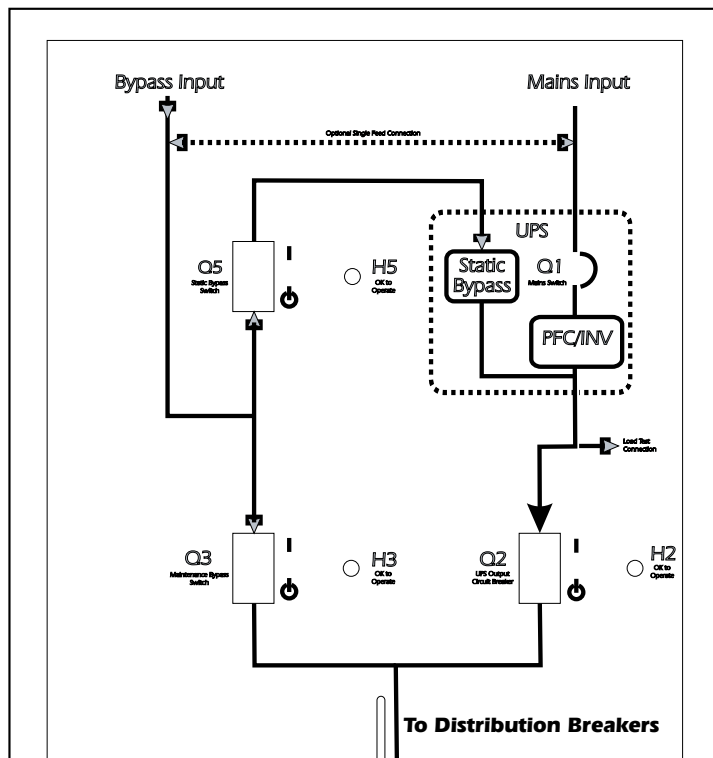 Bypass Input
Mains Input
Optional Single Feed Connection
UPS
Q5
Static Bypass
Switch
H5
OK to
Operate
Static
Bypass
Q1
Mains Switch
PFC/INV
Load Test
Connection
Q3
Maintenance Bypass
Switch
H3
OK to
Operate
Q2
UPS Output
Circuit Breaker
H2
OK to
Operate
To Distribution Breakers